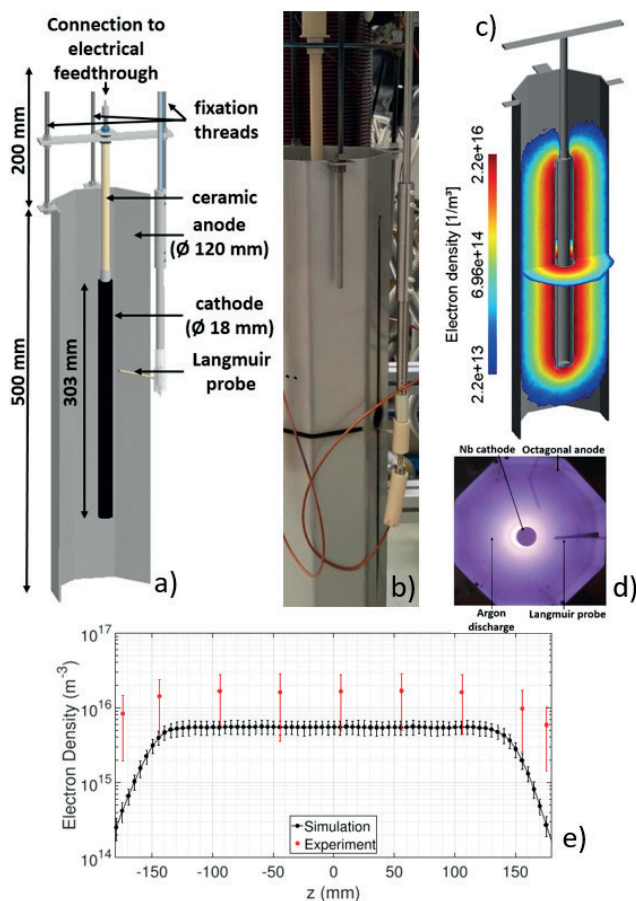 Connection to
electrical
feedthrough
fixation
threads
200 mm
ceramic
anode
(Ø 120 mm)
cathode
(Ø 18 mm)
Langmuir
probe
303 mm
500 mm
a)
b)
c)
Electron density [1/m³]
2.2e+16
6.96e+14
2.2e+13
Nb cathode
Octagonal anode
Argon
discharge
Langmuir probe
d)
Electron Density (m⁻³)
10¹⁷
10¹⁶
10¹⁵
10¹⁴
Simulation
Experiment
-150 -100 -50 0 50 100 150
z (mm)
e)